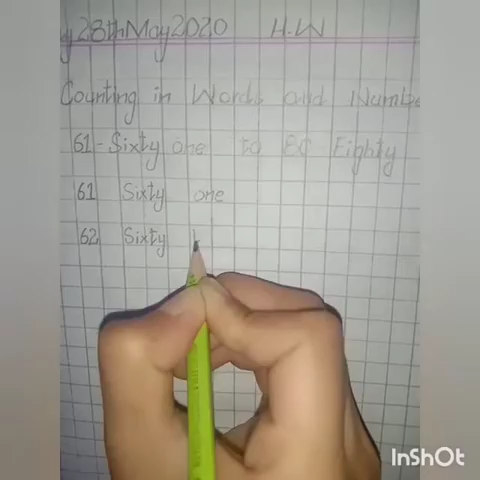 y 28th May 2020 H.W
Counting in Words and Numbe
61 - Sixty one to 80 Eighty
61 Sixty one
62 Sixty
InShOt